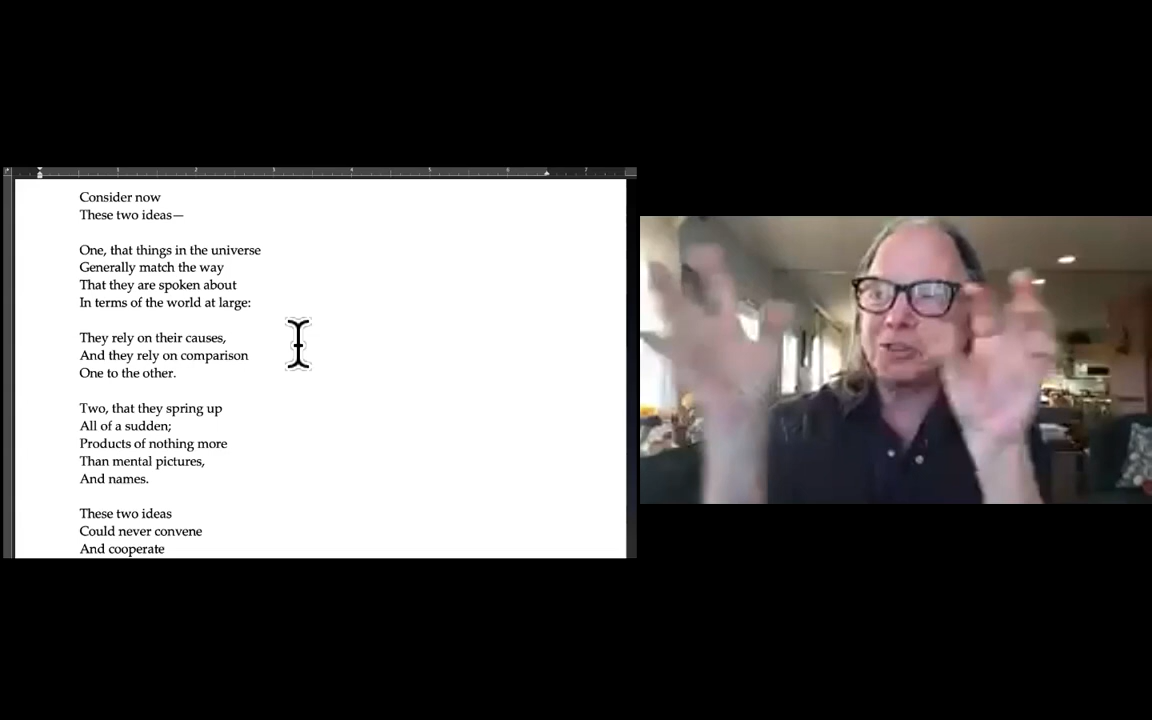 Consider now
These two ideas—
One, that things in the universe
Generally match the way
That they are spoken about
In terms of the world at large:
They rely on their causes,
And they rely on comparison
One to the other.
Two, that they spring up
All of a sudden;
Products of nothing more
Than mental pictures,
And names.
These two ideas
Could never convene
And cooperate